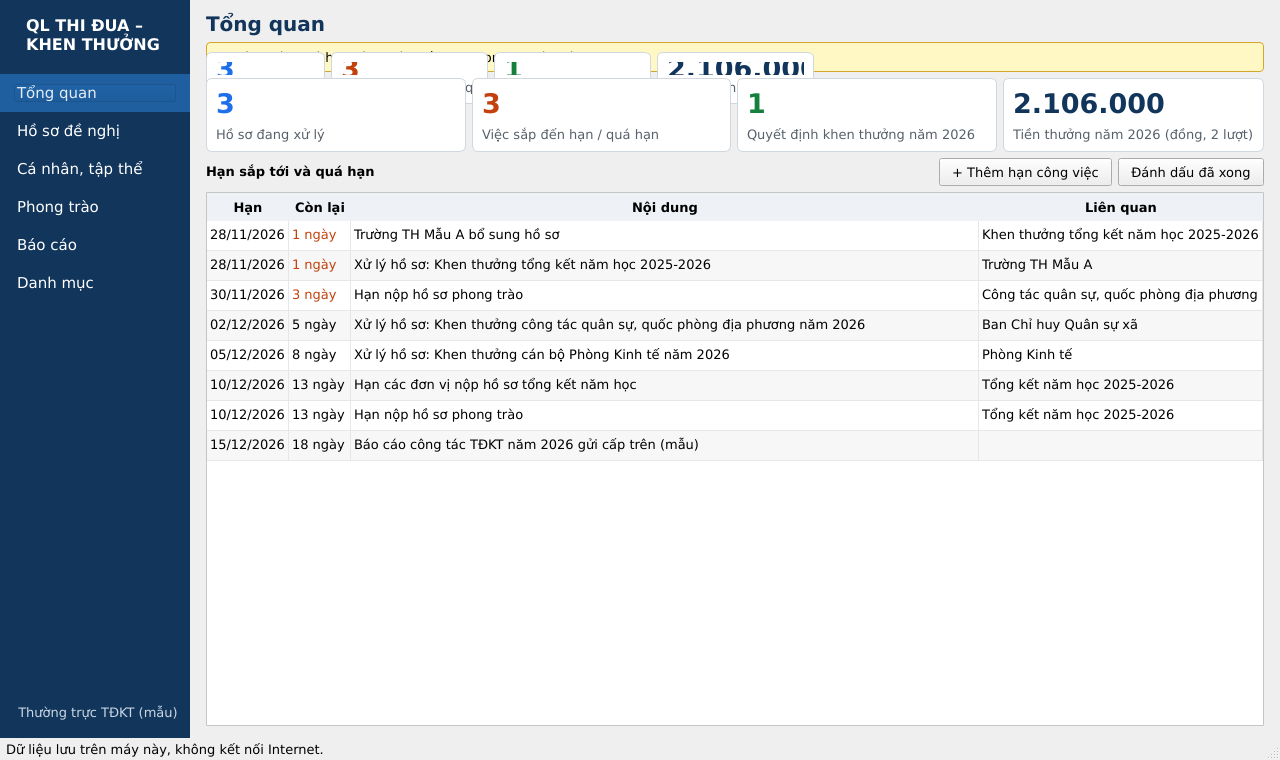 QL THI ĐUA –
KHEN THƯỞNG
Tổng quan
Hồ sơ đề nghị
Cá nhân, tập thể
Phong trào
Báo cáo
Danh mục
Thường trực TĐKT (mẫu)
Tổng quan
3
3
1
2.106.000
3
Hồ sơ đang xử lý
3
Việc sắp đến hạn / quá hạn
1
Quyết định khen thưởng năm 2026
2.106.000
Tiền thưởng năm 2026 (đồng, 2 lượt)
Hạn sắp tới và quá hạn
+ Thêm hạn công việc
Đánh dấu đã xong
Hạn Còn lại Nội dung Liên quan
28/11/2026 1 ngày Trường TH Mẫu A bổ sung hồ sơ Khen thưởng tổng kết năm học 2025-2026
28/11/2026 1 ngày Xử lý hồ sơ: Khen thưởng tổng kết năm học 2025-2026 Trường TH Mẫu A
30/11/2026 3 ngày Hạn nộp hồ sơ phong trào Công tác quân sự, quốc phòng địa phương
02/12/2026 5 ngày Xử lý hồ sơ: Khen thưởng công tác quân sự, quốc phòng địa phương năm 2026 Ban Chỉ huy Quân sự xã
05/12/2026 8 ngày Xử lý hồ sơ: Khen thưởng cán bộ Phòng Kinh tế năm 2026 Phòng Kinh tế
10/12/2026 13 ngày Hạn các đơn vị nộp hồ sơ tổng kết năm học Tổng kết năm học 2025-2026
10/12/2026 13 ngày Hạn nộp hồ sơ phong trào Tổng kết năm học 2025-2026
15/12/2026 18 ngày Báo cáo công tác TĐKT năm 2026 gửi cấp trên (mẫu)
Dữ liệu lưu trên máy này, không kết nối Internet.